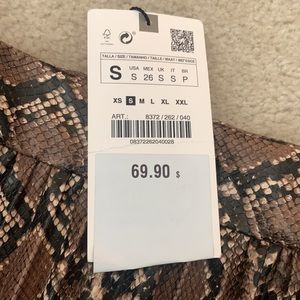 FSC
TALLA / SIZE / TAMANHO / TAILLE / MAAT /
S USA MEX UK IT BR
S 26 S S P
XS S M L XL XXL
ART.: 8372 / 262 / 040
08372262040028
69.90 $